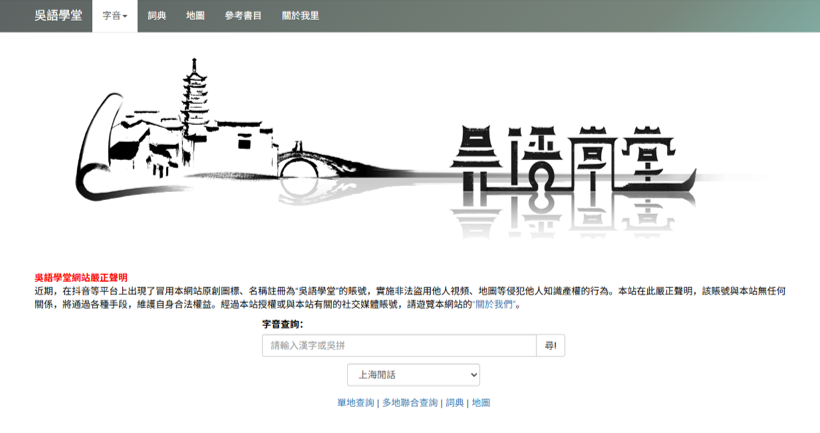 吳語學堂 字音 詞典 地圖 參考書目 關於我里
吳語學堂
吳語學堂網站嚴正聲明
近期，在抖音等平台上出現了冒用本網站原創圖標、名稱註冊為“吳語學堂”的賬號，實施非法盜用他人視頻、地圖等侵犯他人知識產權的行為。本站在此嚴正聲明，該賬號與本站無任何
關係，將通過各種手段，維護自身合法權益。經過本站授權或與本站有關的社交媒體賬號，請遊覽本網站的“關於我們”。
字音查詢：
請輸入漢字或吳拼 尋!
上海閒話
單地查詢 | 多地聯合查詢 | 詞典 | 地圖